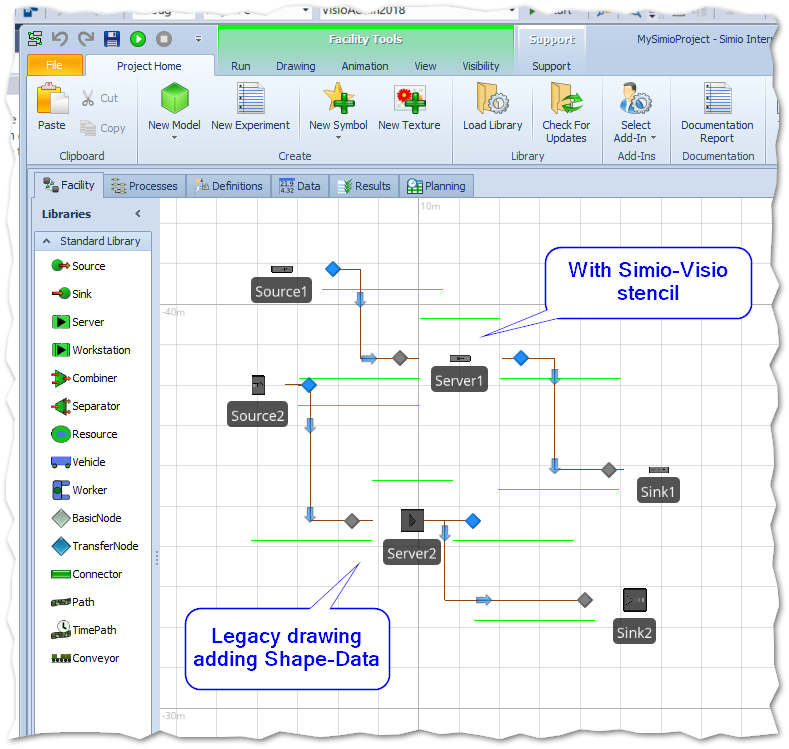 VisioAddin2018
Facility Tools
Support
MySimioProject - Simio Inter
File
Project Home
Run
Drawing
Animation
View
Visibility
Support
Paste
Cut
Copy
New Model
New Experiment
New Symbol
New Texture
Load Library
Check For
Updates
Select
Add-In
Documentation
Report
Clipboard
Create
Library
Add-Ins
Documentation
Facility
Processes
Definitions
Data
Results
Planning
Libraries
Standard Library
Source
Sink
Server
Workstation
Combiner
Separator
Resource
Vehicle
Worker
BasicNode
TransferNode
Connector
Path
TimePath
Conveyor
10m
-40m
-30m
Source1
With Simio-Visio
stencil
Server1
Source2
Sink1
Server2
Legacy drawing
adding Shape-Data
Sink2